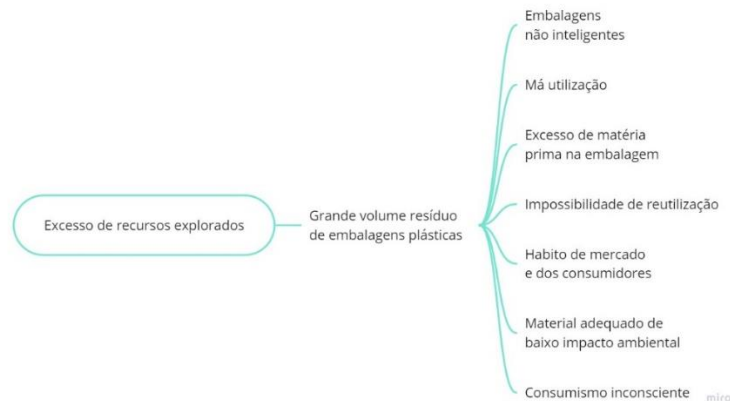 Embalagens
não inteligentes
Má utilização
Excesso de matéria
prima na embalagem
Excesso de recursos explorados
Grande volume resíduo
de embalagens plásticas
Impossibilidade de reutilização
Habito de mercado
e dos consumidores
Material adequado de
baixo impacto ambiental
Consumismo inconsciente
miro